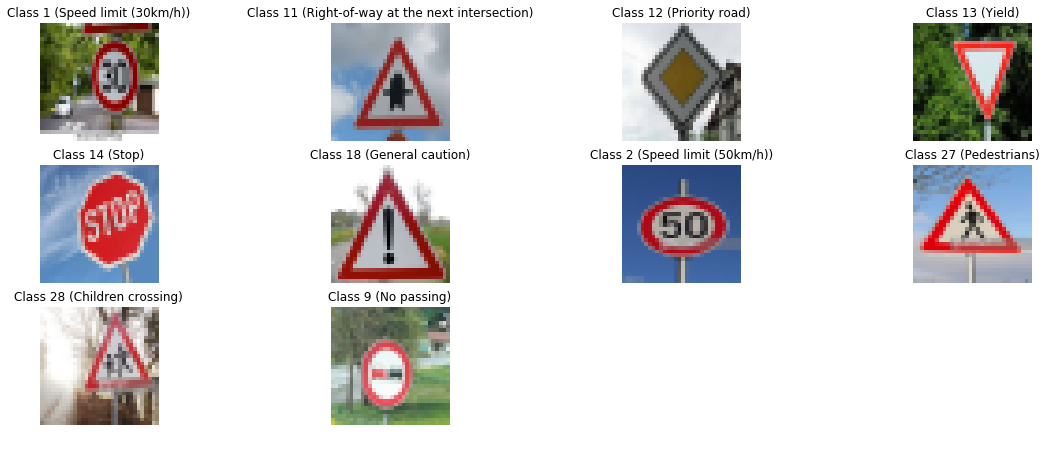 Class 1 (Speed limit (30km/h))
Class 11 (Right-of-way at the next intersection)
Class 12 (Priority road)
Class 13 (Yield)
30
Class 14 (Stop)
Class 18 (General caution)
Class 2 (Speed limit (50km/h))
Class 27 (Pedestrians)
STOP
50
Class 28 (Children crossing)
Class 9 (No passing)